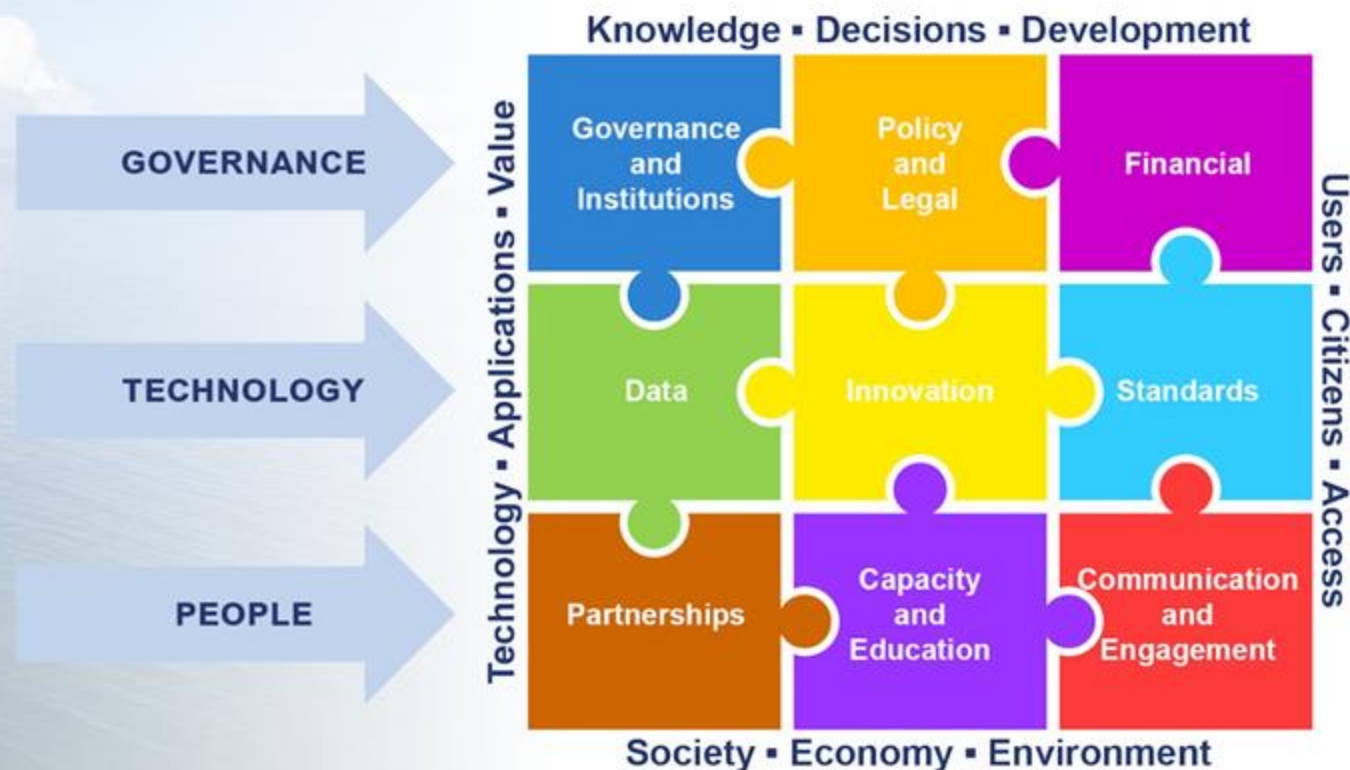 Knowledge ▪ Decisions ▪ Development
GOVERNANCE
TECHNOLOGY
PEOPLE
Technology ▪ Applications ▪ Value
Governance
and
Institutions
Policy
and
Legal
Financial
Data
Innovation
Standards
Partnerships
Capacity
and
Education
Communication
and
Engagement
Users ▪ Citizens ▪ Access
Society ▪ Economy ▪ Environment